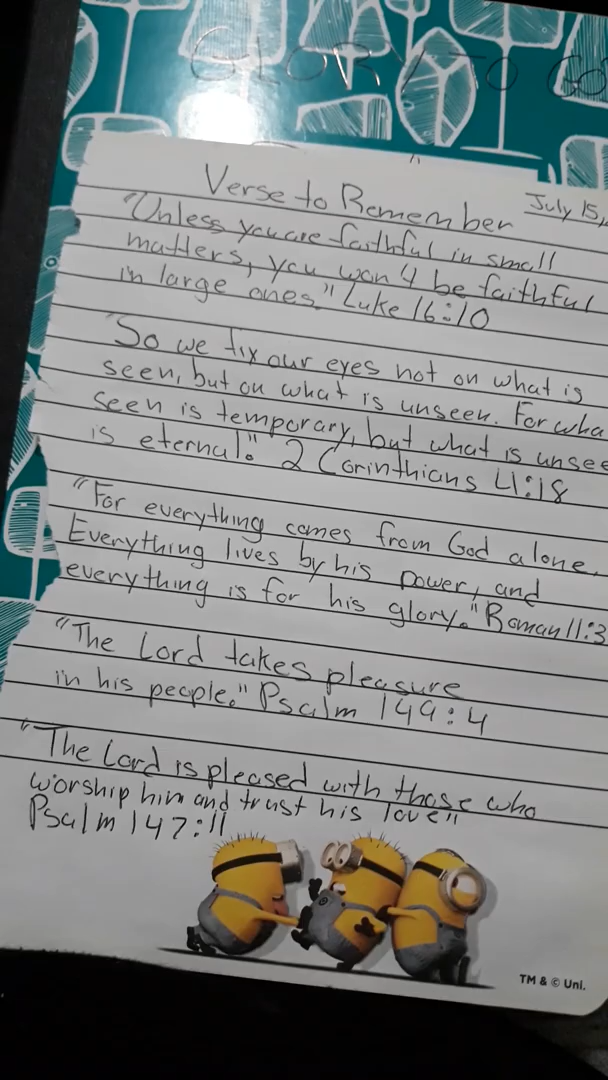 GLORY TO GO
Verse to Remember
July 15,
"Unless you are faithful in small
matters, you won't be faithful
in large ones." Luke 16:10
"So we fix our eyes not on what is
seen, but on what is unseen. For wha
seen is temporary, but what is unsee
is eternal." 2 Corinthians 4:18
"For everything comes from God alone,
Everything lives by his power, and
everything is for his glory." Roman 11:3
"The Lord takes pleasure
in his people." Psalm 149:4
"The Lord is pleased with those who
worship him and trust his love"
Psalm 147:11
TM & © Uni.